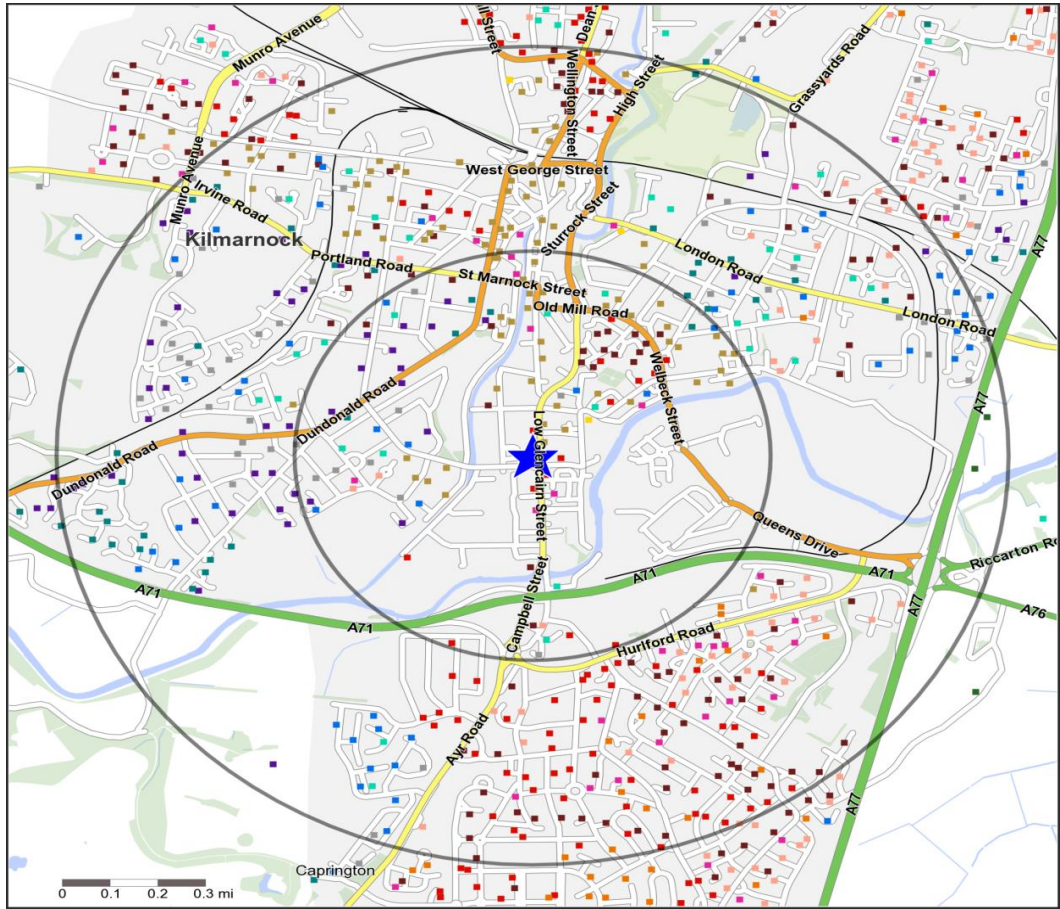 Munro Avenue
ll Street
Dean
Wellington Street
High Street
Grassyards Road
Munro Avenue
West George Street
Irvine Road
Kilmarnock
Sturrock Street
London Road
A77
Portland Road
St Marnock Street
Old Mill Road
London Road
Welbeck Street
A77
Dundonald Road
Low Glencairn Street
Dundonald Road
Queens Drive
Riccarton Ro
A71
A71
A71
A77
A76
A71
Campbell Street
Hurlford Road
Ayr Road
A77
Caprington
0 0.1 0.2 0.3 mi